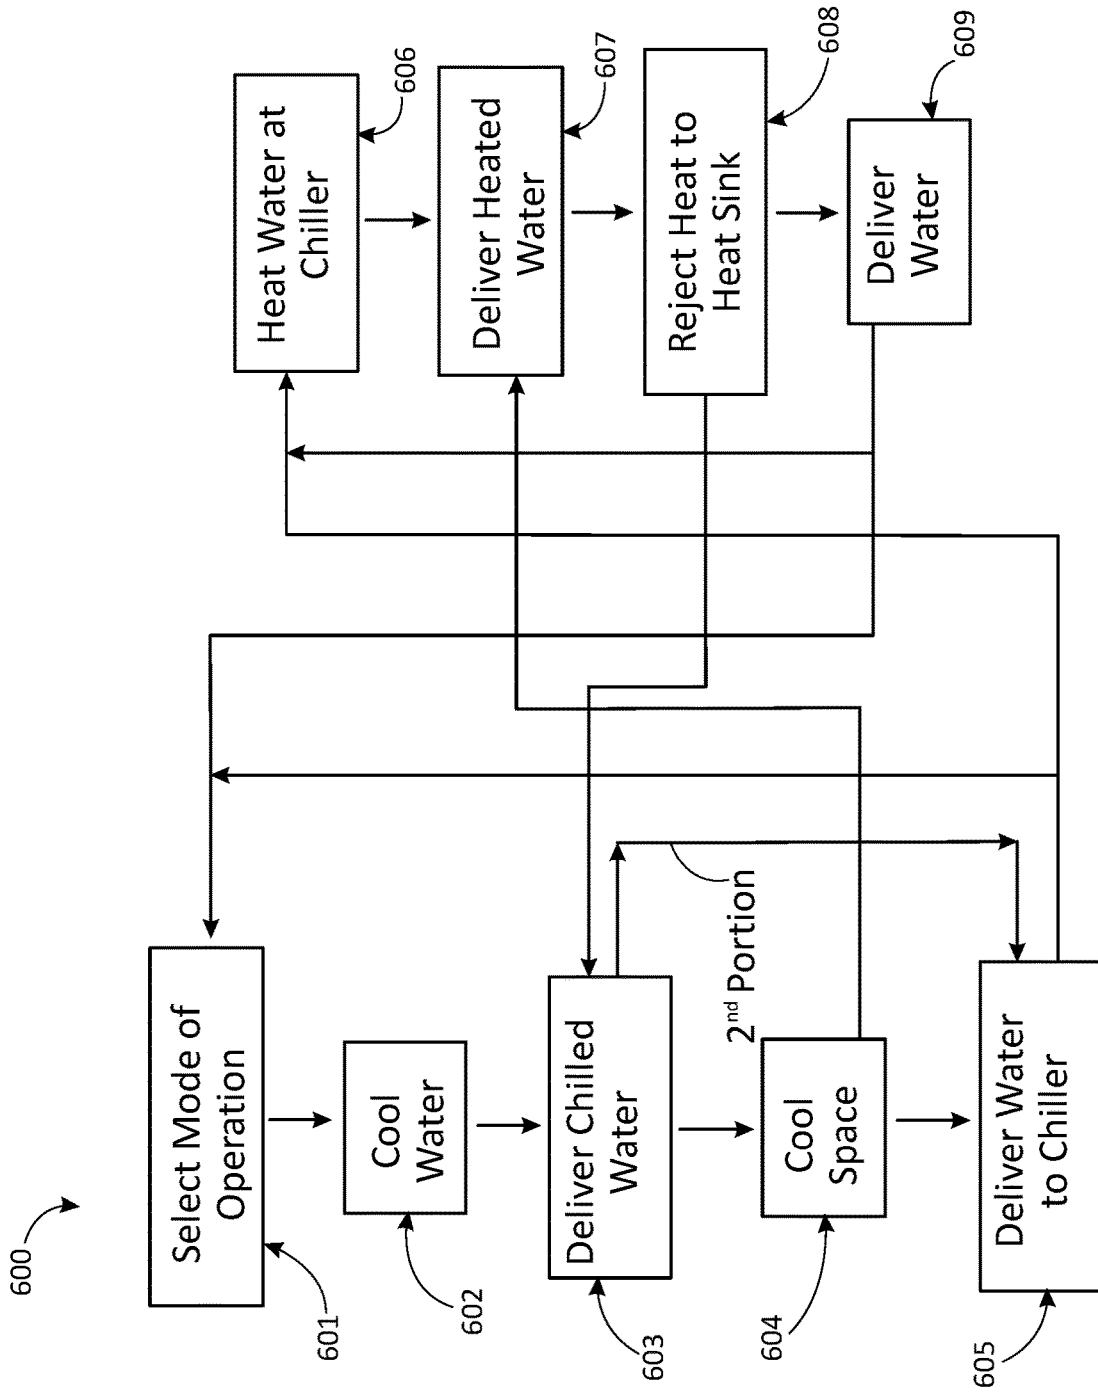 600
Select Mode of
Operation
601
Cool
Water
602
Deliver Chilled
Water
603
2nd Portion
Cool
Space
604
Deliver Water
to Chiller
605
Heat Water at
Chiller
606
Deliver Heated
Water
607
Reject Heat to
Heat Sink
608
Deliver
Water
609